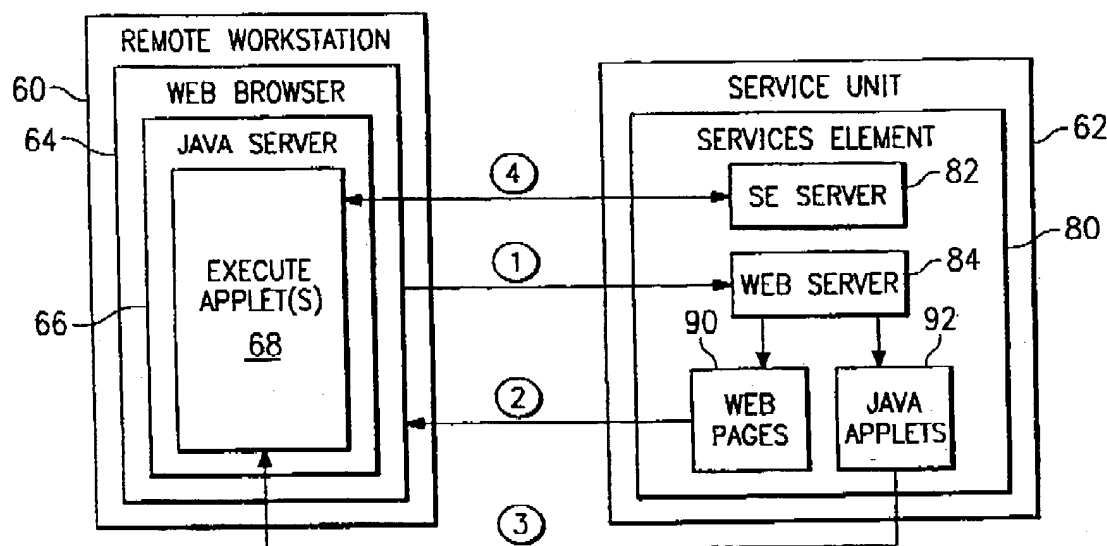 REMOTE WORKSTATION
60
WEB BROWSER
64
JAVA SERVER
EXECUTE
APPLET(S)
68
66
SERVICE UNIT
62
SERVICES ELEMENT
80
4
SE SERVER
82
1
WEB SERVER
84
90
92
2
WEB
PAGES
JAVA
APPLETS
3